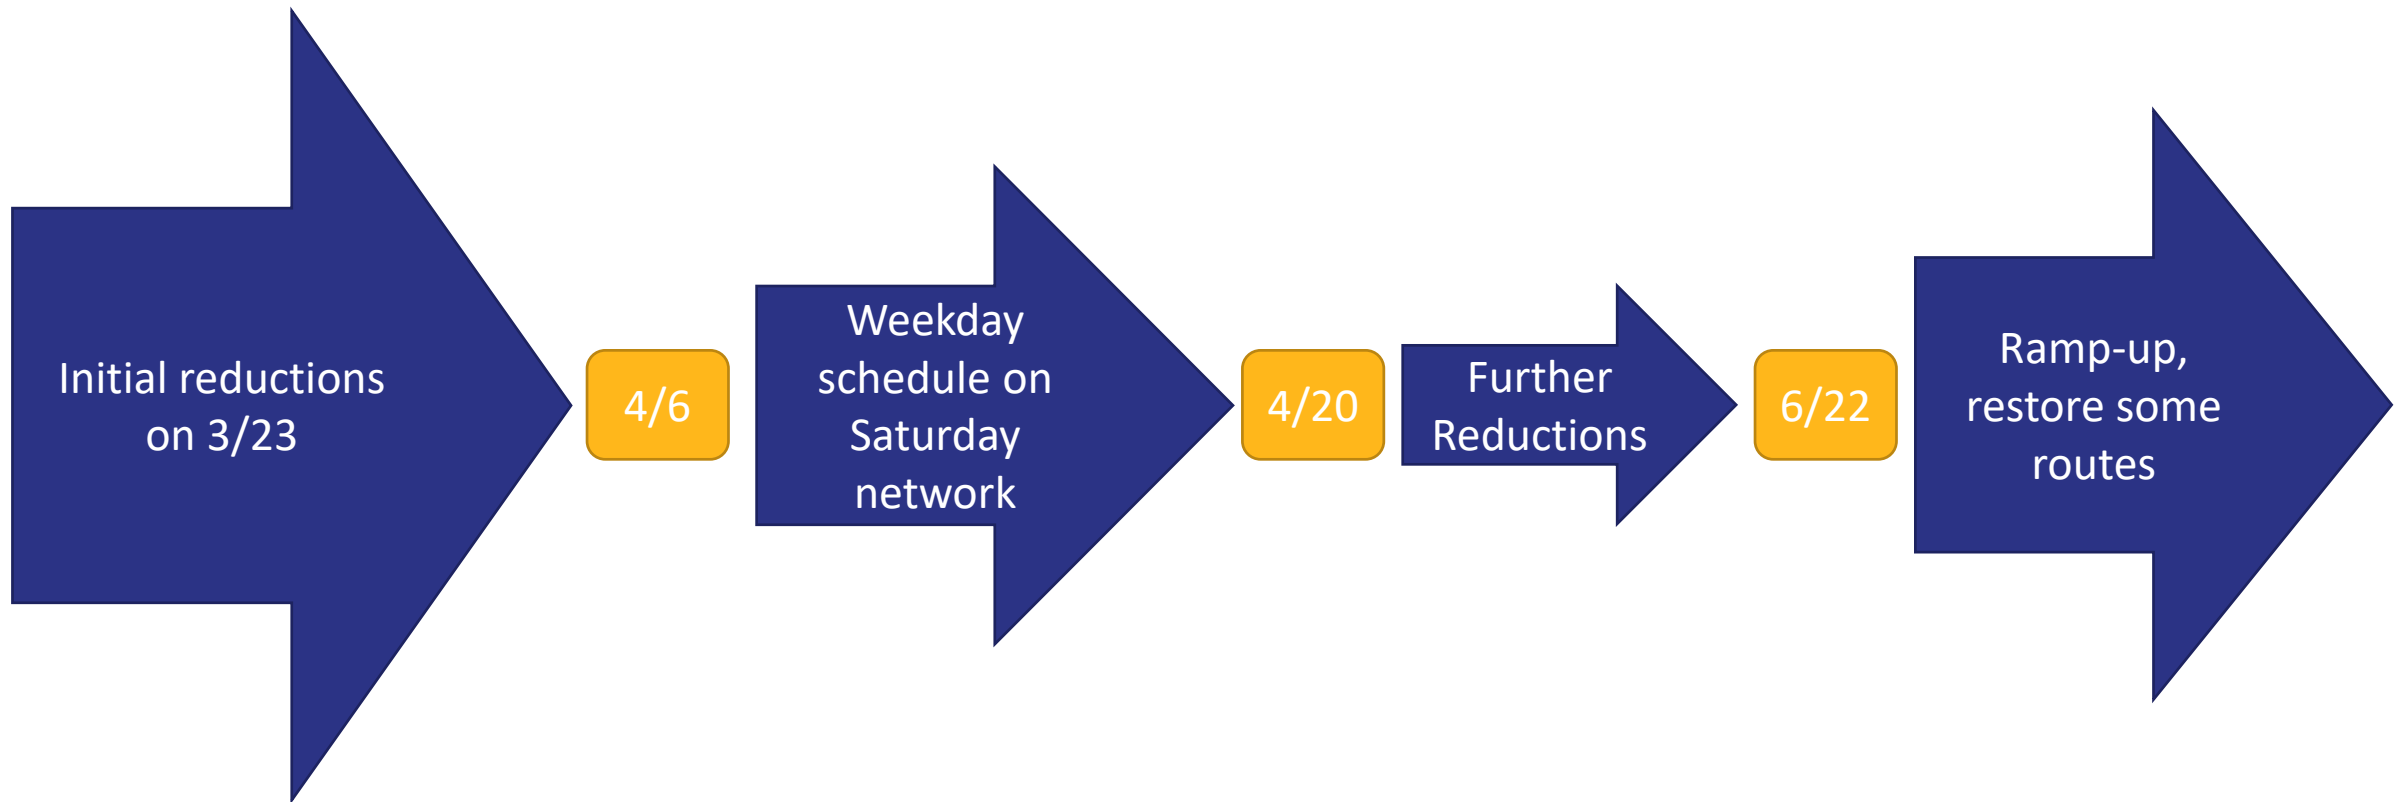 Initial reductions
on 3/23
4/6
Weekday
schedule on
Saturday
network
4/20
Further
Reductions
6/22
Ramp-up,
restore some
routes